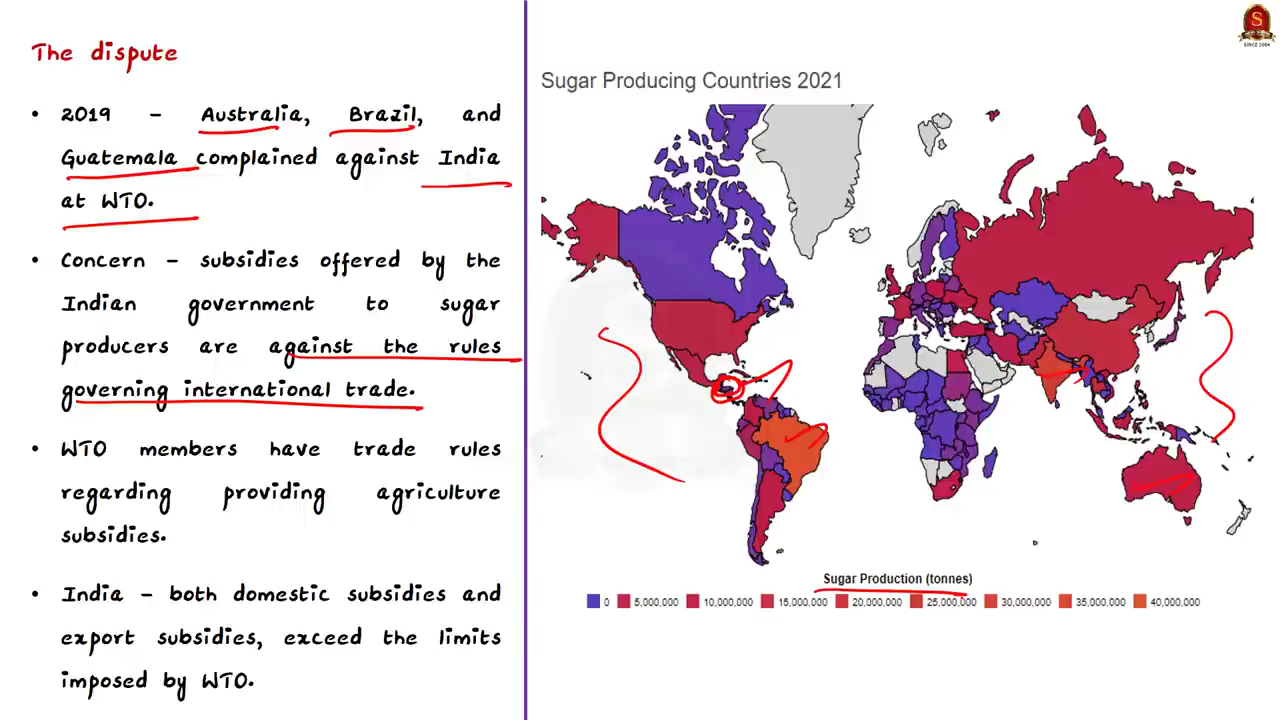 The dispute
• 2019 – Australia, Brazil, and
Guatemala complained against India
at WTO.
• Concern – subsidies offered by the
Indian government to sugar
producers are against the rules
governing international trade.
• WTO members have trade rules
regarding providing agriculture
subsidies.
• India – both domestic subsidies and
export subsidies, exceed the limits
imposed by WTO.
S
SINCE 2004
Sugar Producing Countries 2021
Sugar Production (tonnes)
0 5,000,000 10,000,000 15,000,000 20,000,000 25,000,000 30,000,000 35,000,000 40,000,000